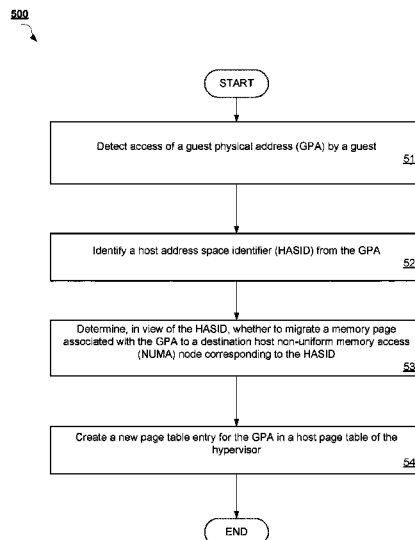 500
START
Detect access of a guest physical address (GPA) by a guest
51
Identify a host address space identifier (HASID) from the GPA
52
Determine, in view of the HASID, whether to migrate a memory page
associated with the GPA to a destination host non-uniform memory access
(NUMA) node corresponding to the HASID
53
Create a new page table entry for the GPA in a host page table of the
hypervisor
54
END